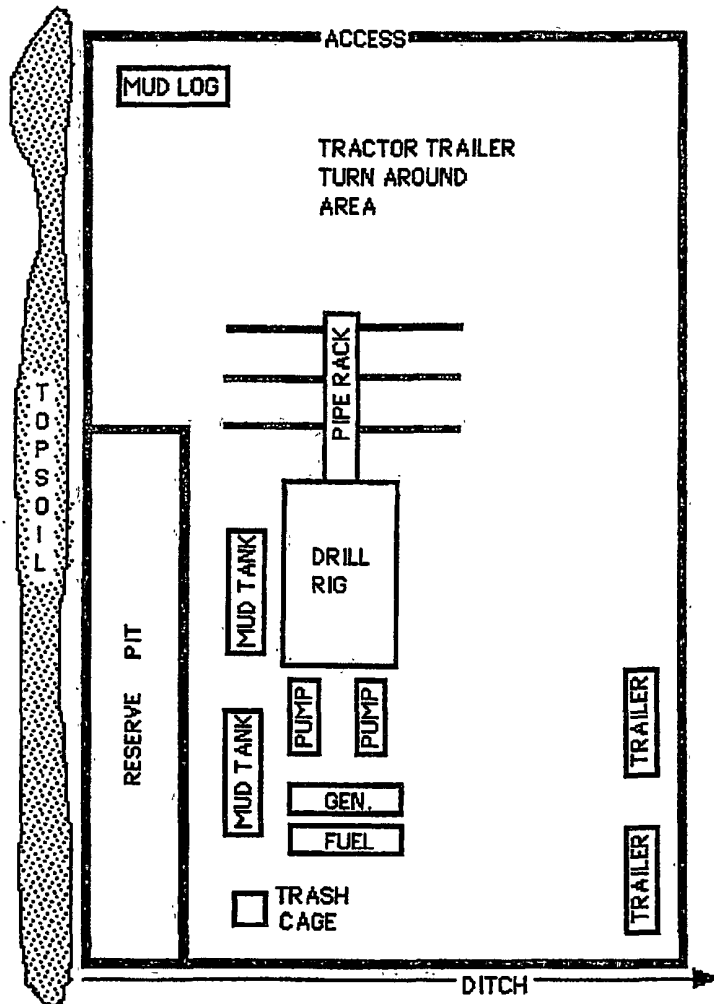 ACCESS
MUD LOG
TRACTOR TRAILER
TURN AROUND
AREA
PIPE RACK
TOPSOIL
DRILL
RIG
MUD TANK
RESERVE PIT
PUMP
PUMP
TRAILER
MUD TANK
GEN.
FUEL
TRAILER
TRASH
CAGE
DITCH